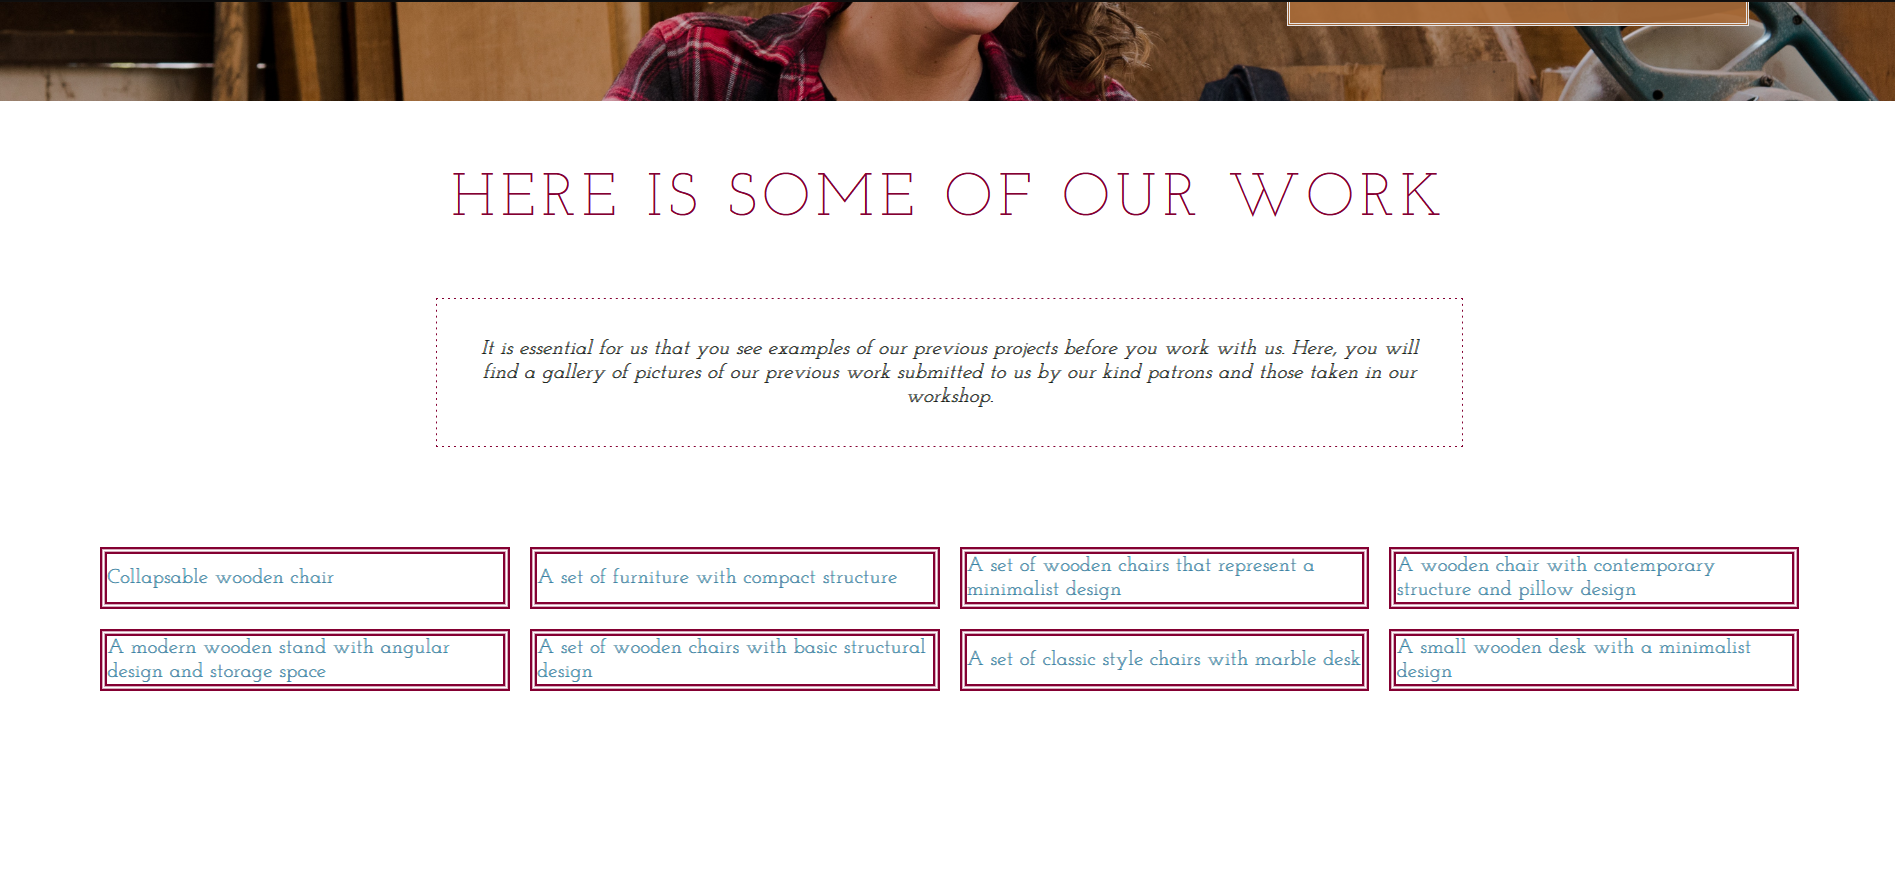 HERE IS SOME OF OUR WORK
It is essential for us that you see examples of our previous projects before you work with us. Here, you will
find a gallery of pictures of our previous work submitted to us by our kind patrons and those taken in our
workshop.
Collapsable wooden chair
A set of furniture with compact structure
A set of wooden chairs that represent a
minimalist design
A wooden chair with contemporary
structure and pillow design
A modern wooden stand with angular
design and storage space
A set of wooden chairs with basic structural
design
A set of classic style chairs with marble desk
A small wooden desk with a minimalist
design